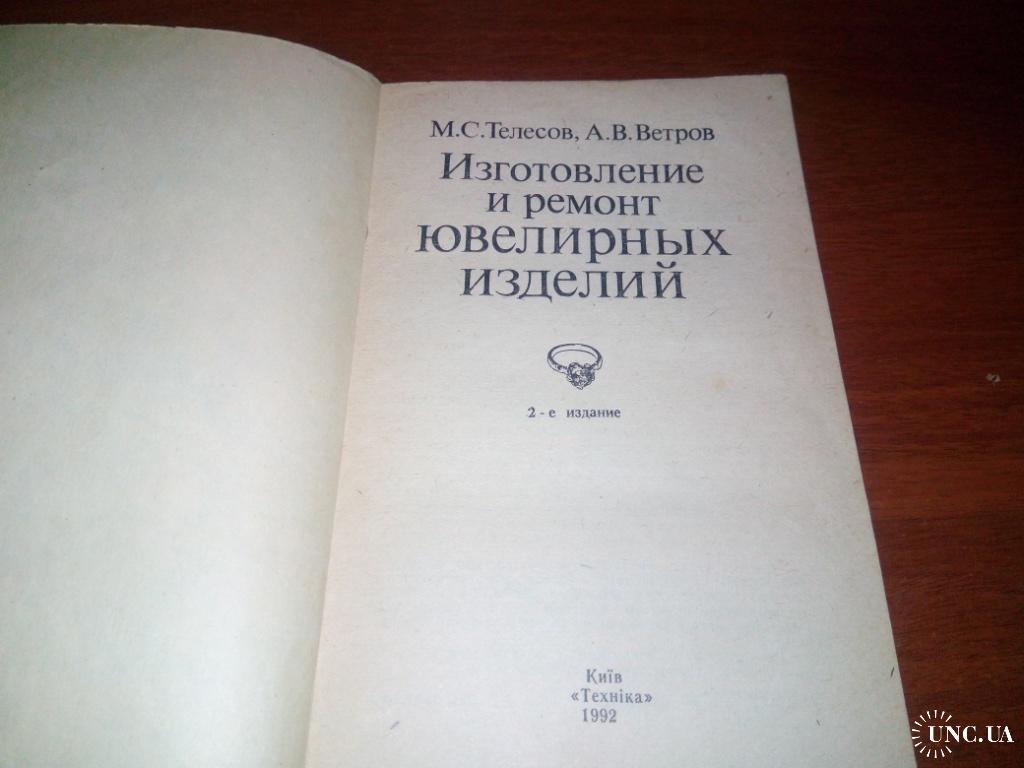 М.С.Телесов, А.В.Ветров
Изготовление
и ремонт
ювелирных
изделий
2-е издание
Київ
«Техніка»
1992
UNC.UA